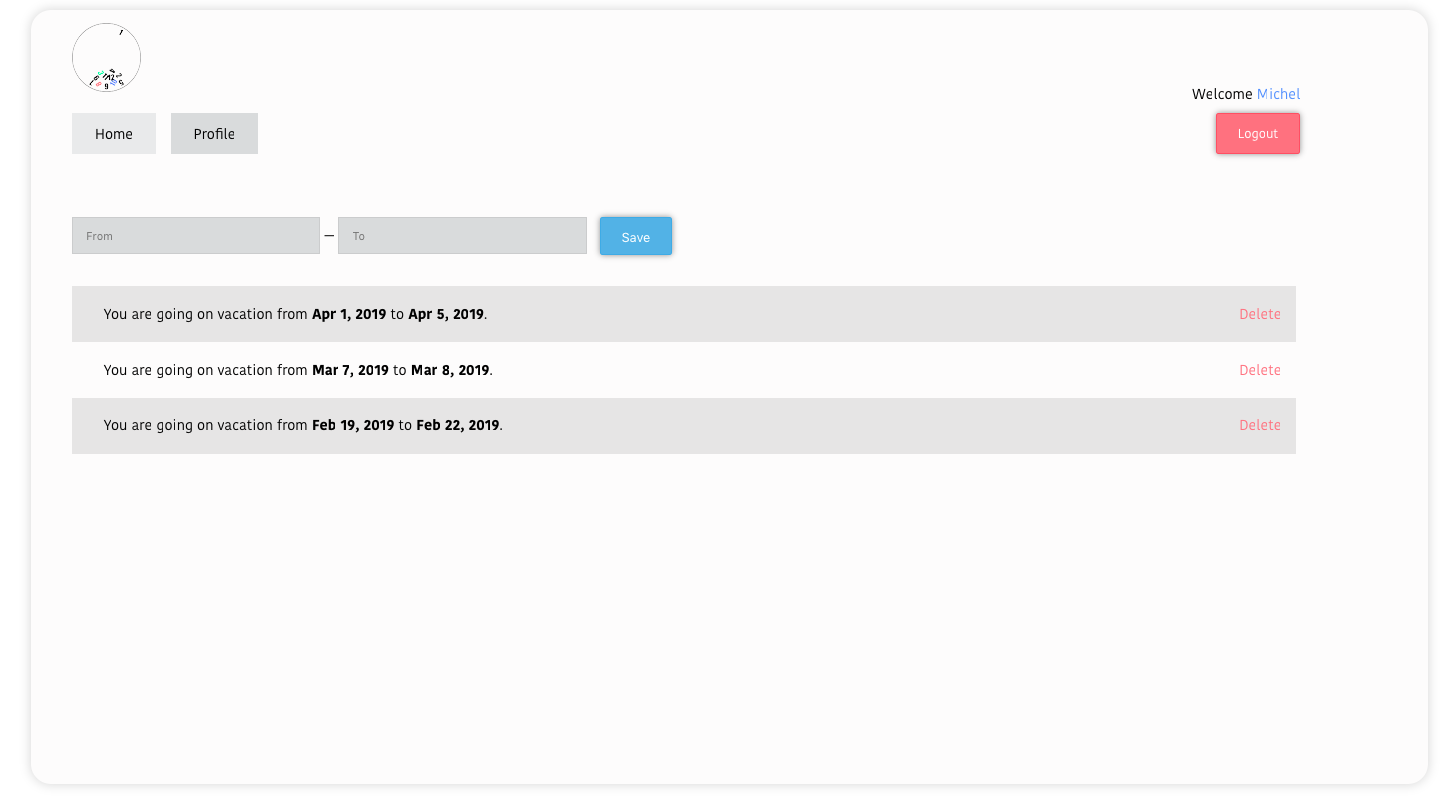 Welcome Michel
Home Profile Logout
From – To Save
You are going on vacation from Apr 1, 2019 to Apr 5, 2019. Delete
You are going on vacation from Mar 7, 2019 to Mar 8, 2019. Delete
You are going on vacation from Feb 19, 2019 to Feb 22, 2019. Delete